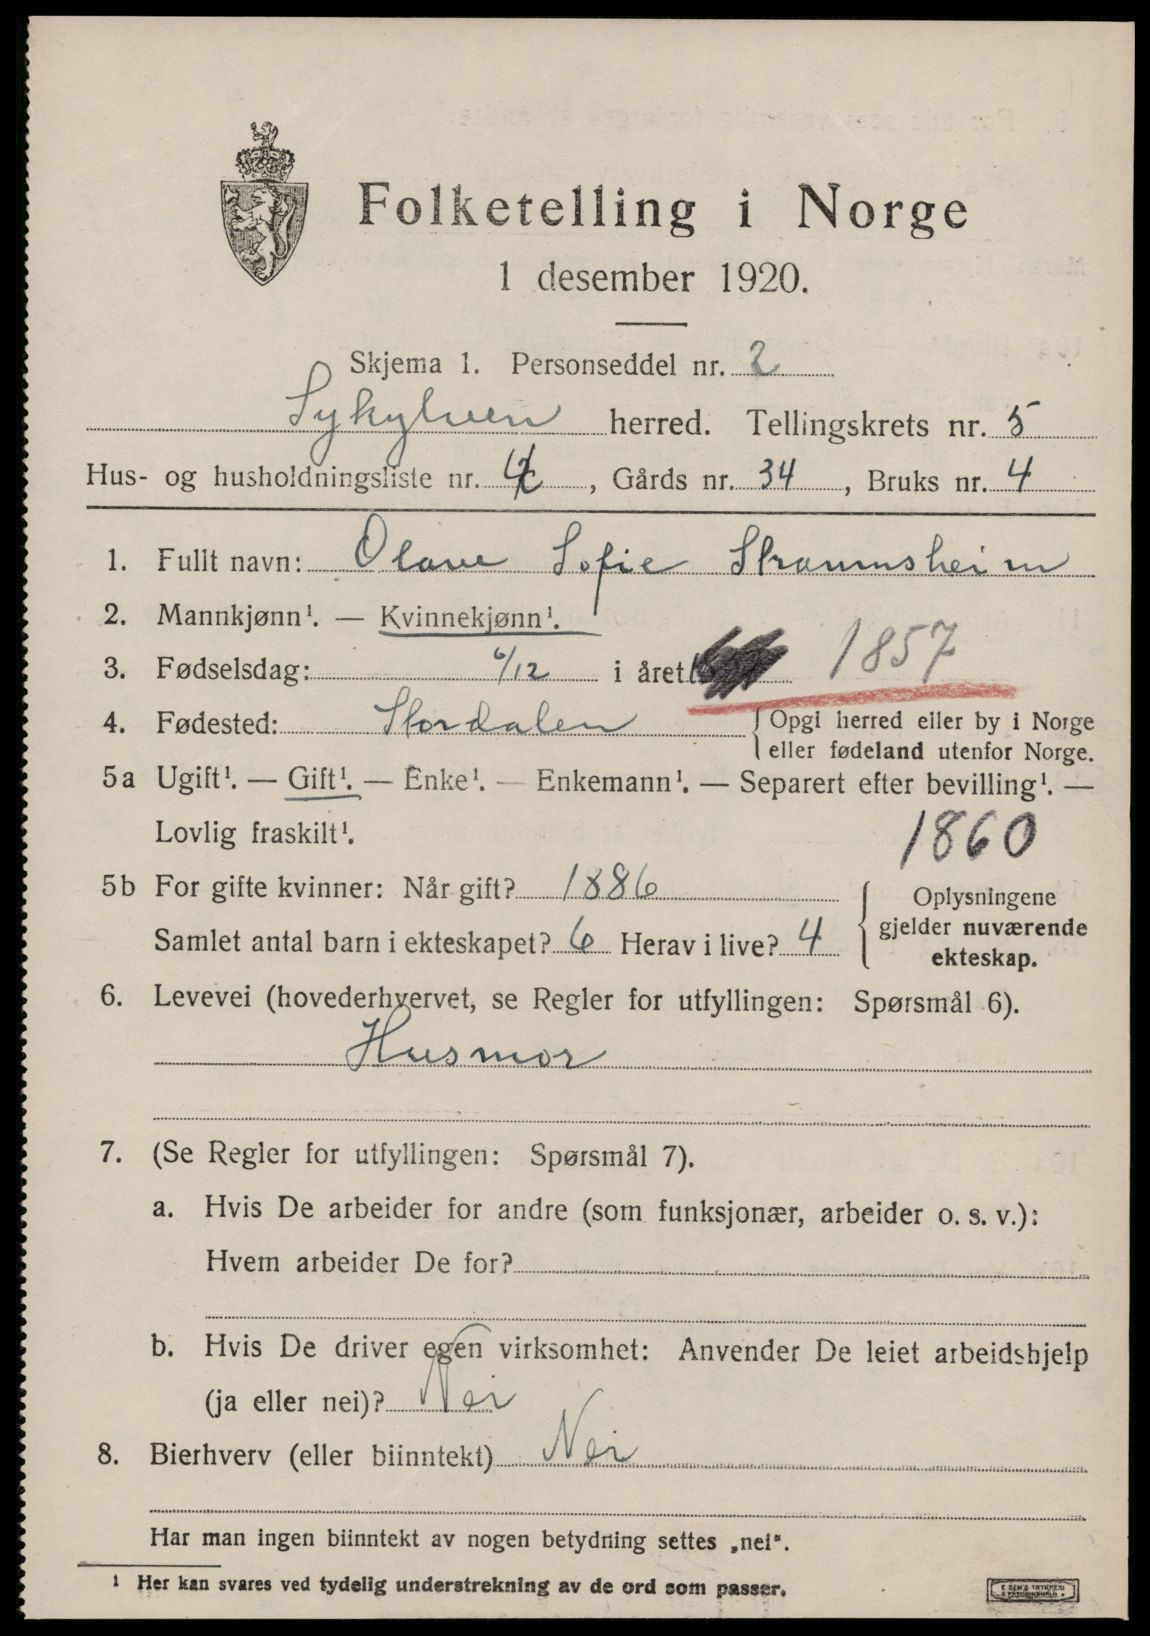 Folketelling i Norge
1 desember 1920.
Skjema 1. Personseddel nr. 2
Sykylven herred. Tellingskrets nr. 5
Hus- og husholdningsliste nr. , Gårds nr. 34, Bruks nr. 4
1. Fullt navn: Olave Sofie Straumsheim
2. Mannkjønn¹. — Kvinnekjønn¹.
3. Fødselsdag: 6/12 i året 1857
4. Fødested: Stordalen { Opgi herred eller by i Norge
eller fødeland utenfor Norge.
5a Ugift¹. — Gift¹. — Enke¹. — Enkemann¹. — Separert efter bevilling¹. —
Lovlig fraskilt¹. 1860
5b For gifte kvinner: Når gift? 1886 { Oplysningene
Samlet antal barn i ekteskapet? 6 Herav i live? 4 gjelder nuværende
ekteskap.
6. Levevei (hovederhvervet, se Regler for utfyllingen: Spørsmål 6).
Husmor
7. (Se Regler for utfyllingen: Spørsmål 7).
a. Hvis De arbeider for andre (som funksjonær, arbeider o. s. v.):
Hvem arbeider De for?
b. Hvis De driver egen virksomhet: Anvender De leiet arbeidshjelp
(ja eller nei)? Nei
8. Bierhverv (eller biinntekt) Nei
Har man ingen biinntekt av nogen betydning settes „nei“.
¹ Her kan svares ved tydelig understrekning av de ord som passer.